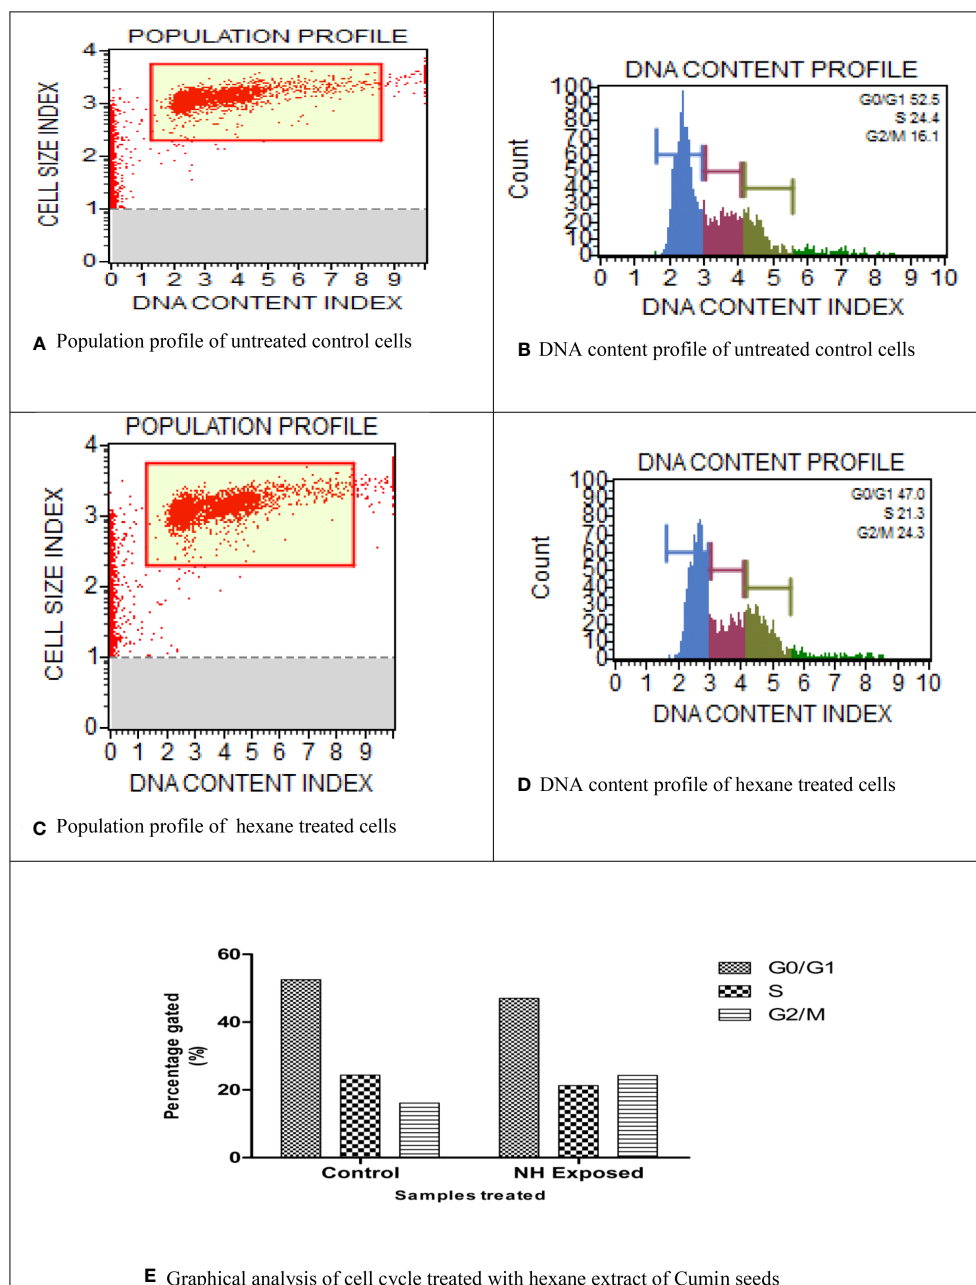 POPULATION PROFILE
CELL SIZE INDEX
4
3
2
1
0
0 1 2 3 4 5 6 7 8 9
DNA CONTENT INDEX
A Population profile of untreated control cells
DNA CONTENT PROFILE
G0/G1 52.5
S 24.4
G2/M 16.1
Count
100
90
80
70
60
50
40
30
20
10
0
0 1 2 3 4 5 6 7 8 9 10
DNA CONTENT INDEX
B DNA content profile of untreated control cells
POPULATION PROFILE
CELL SIZE INDEX
4
3
2
1
0
0 1 2 3 4 5 6 7 8 9
DNA CONTENT INDEX
C Population profile of hexane treated cells
DNA CONTENT PROFILE
G0/G1 47.0
S 21.3
G2/M 24.3
Count
100
90
80
70
60
50
40
30
20
10
0
0 1 2 3 4 5 6 7 8 9 10
DNA CONTENT INDEX
D DNA content profile of hexane treated cells
Percentage gated
(%)
60
40
20
0
Control NH Exposed
Samples treated
G0/G1
S
G2/M
E Graphical analysis of cell cycle treated with hexane extract of Cumin seeds